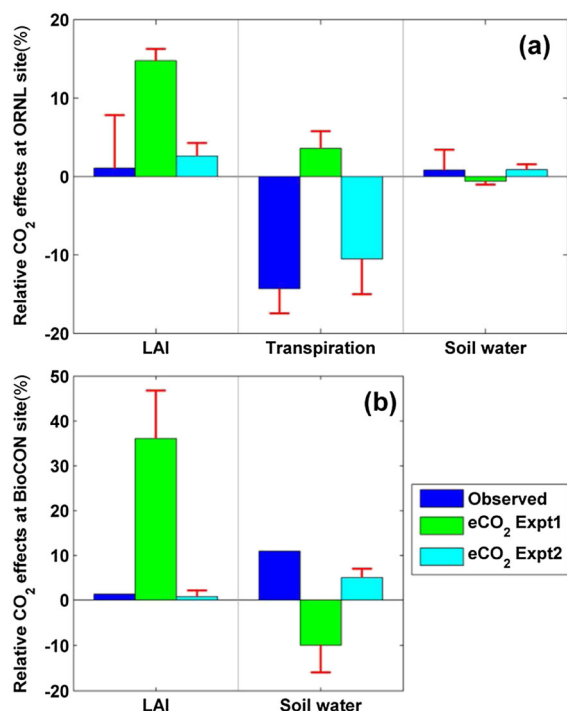 Relative CO2 effects at ORNL site(%)
20
10
0
-10
-20
(a)
LAI Transpiration Soil water
Relative CO2 effects at BioCON site(%)
50
40
30
20
10
0
-10
-20
(b)
LAI Soil water
Observed
eCO2 Expt1
eCO2 Expt2